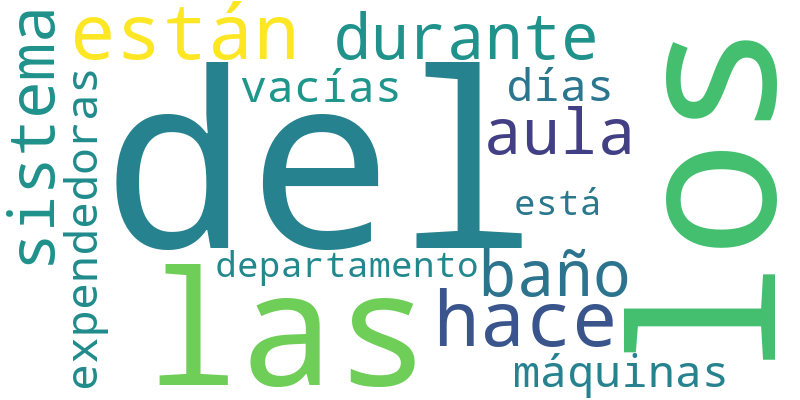 sistema
están
durante
los
expendedoras
vacías
días
del
aula
está
departamento
baño
las
hace
máquinas